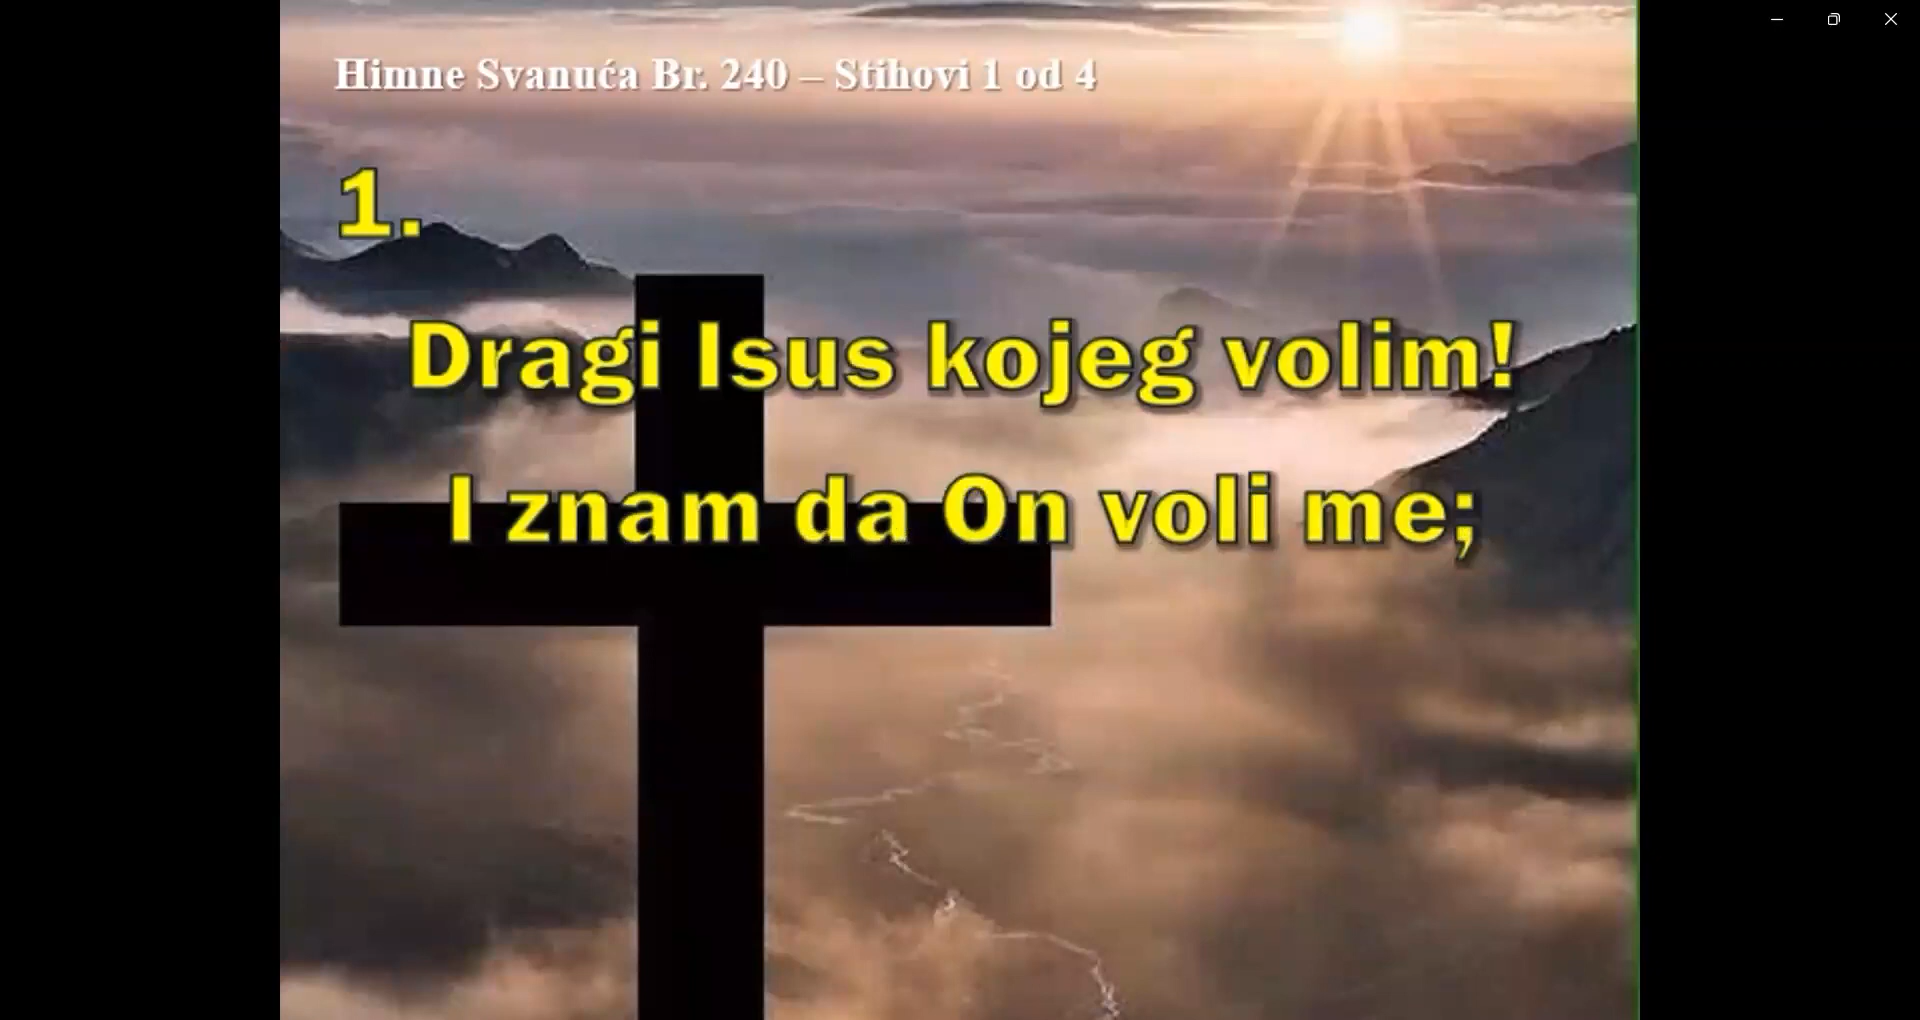 Himne Svanuća Br. 240 – Stihovi 1 od 4
1.
Dragi Isus kojeg volim!
I znam da On voli me;